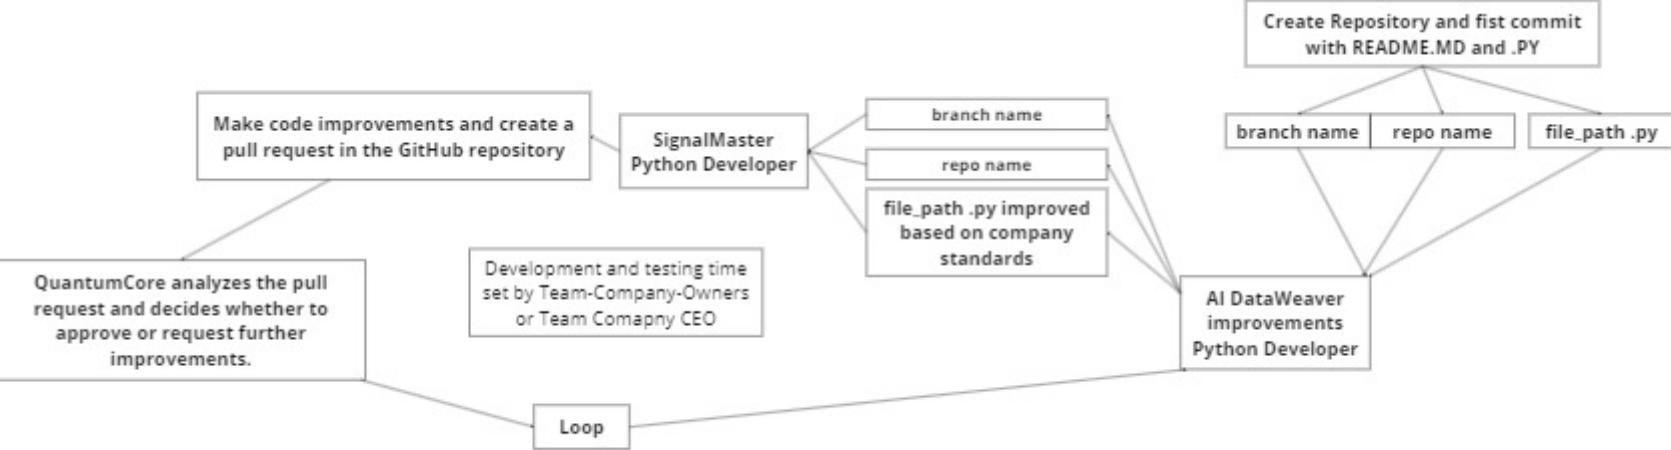 Create Repository and fist commit
with README.MD and .PY
branch name
repo name
file_path .py
AI DataWeaver
improvements
Python Developer
branch name
repo name
file_path .py improved
based on company
standards
SignalMaster
Python Developer
Make code improvements and create a
pull request in the GitHub repository
QuantumCore analyzes the pull
request and decides whether to
approve or request further
improvements.
Development and testing time
set by Team-Company-Owners
or Team Comapny CEO
Loop